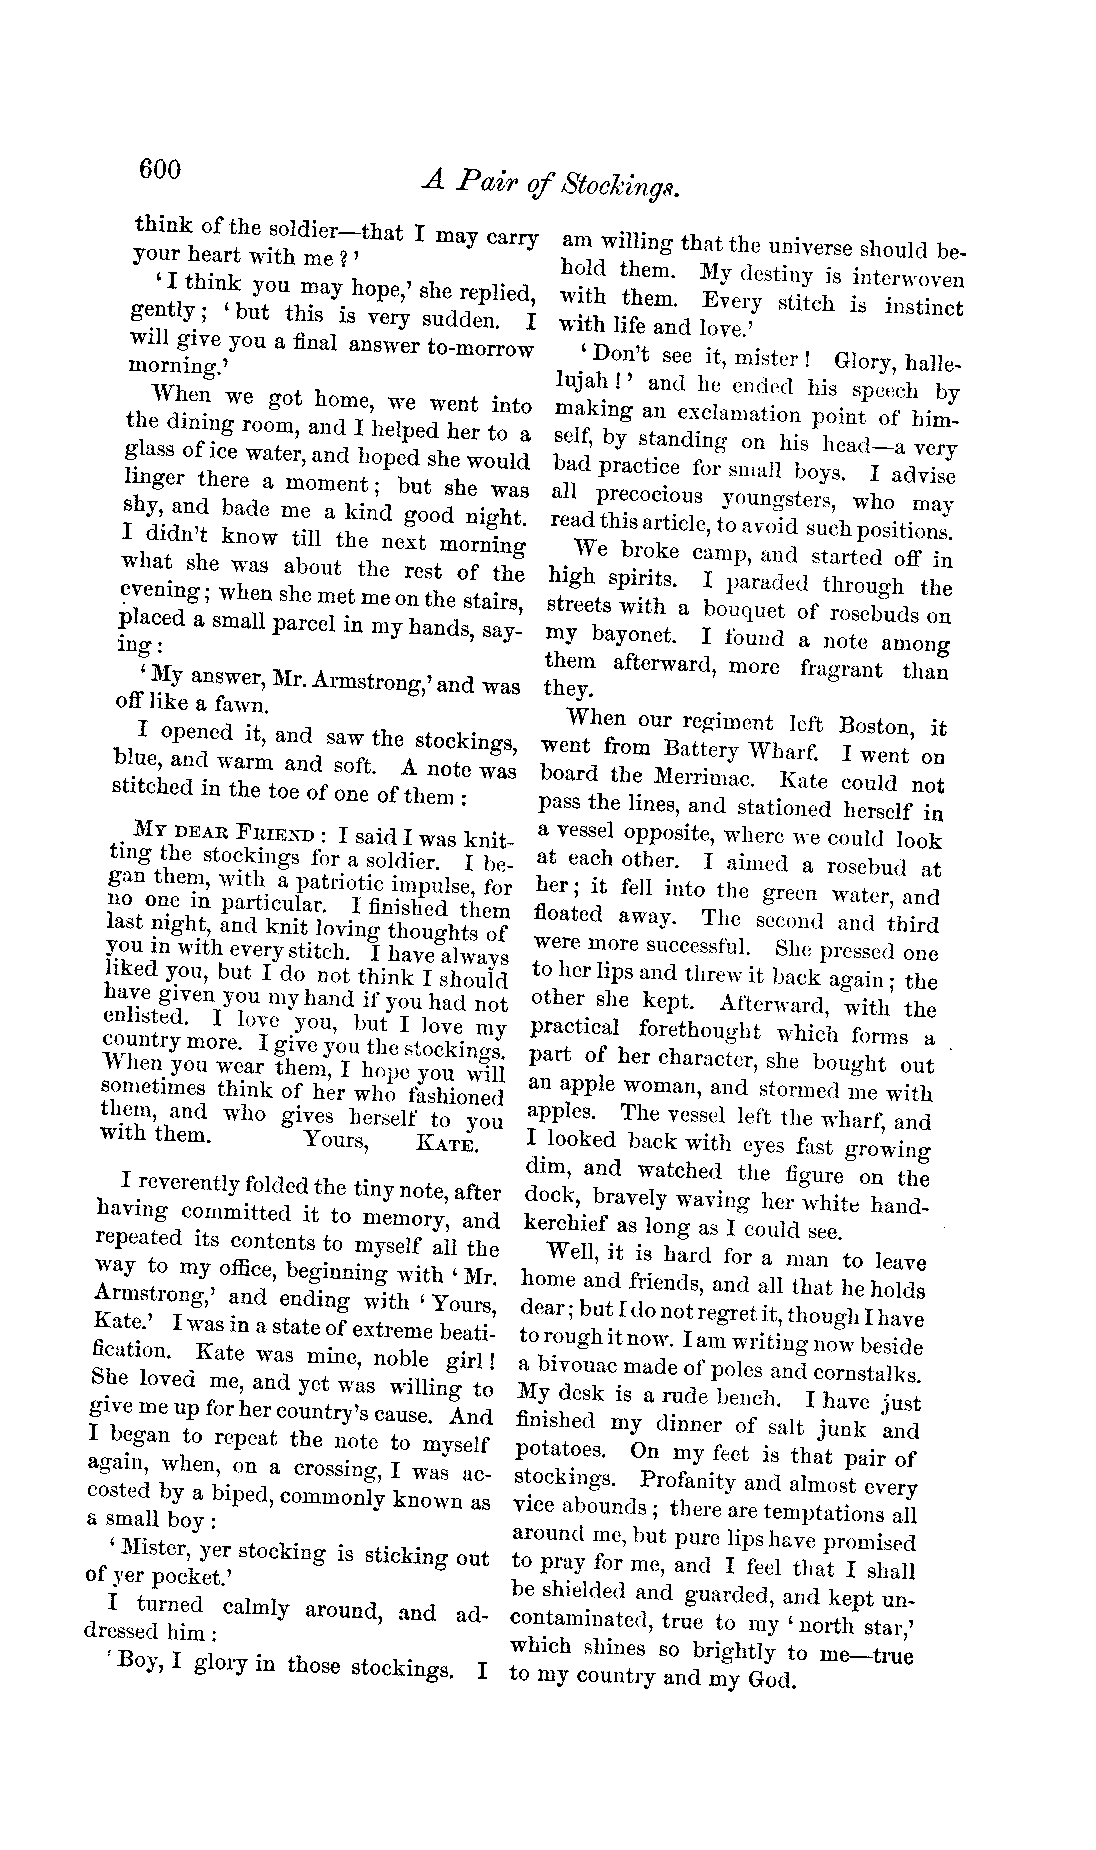 600
A Pair of Stockings.
think of the soldier—that I may carry
your heart with me?'
'I think you may hope,' she replied,
gently; 'but this is very sudden. I
will give you a final answer to-morrow
morning.'
When we got home, we went into
the dining room, and I helped her to a
glass of ice water, and hoped she would
linger there a moment; but she was
shy, and bade me a kind good night.
I didn't know till the next morning
what she was about the rest of the
evening; when she met me on the stairs,
placed a small parcel in my hands, say-
ing:
'My answer, Mr. Armstrong,' and was
off like a fawn.
I opened it, and saw the stockings,
blue, and warm and soft. A note was
stitched in the toe of one of them:
MY DEAR FRIEND: I said I was knit-
ting the stockings for a soldier. I be-
gan them, with a patriotic impulse, for
no one in particular. I finished them
last night, and knit loving thoughts of
you in with every stitch. I have always
liked you, but I do not think I should
have given you my hand if you had not
enlisted. I love you, but I love my
country more. I give you the stockings.
When you wear them, I hope you will
sometimes think of her who fashioned
them, and who gives herself to you
with them. Yours, KATE.
I reverently folded the tiny note, after
having committed it to memory, and
repeated its contents to myself all the
way to my office, beginning with 'Mr.
Armstrong,' and ending with 'Yours,
Kate.' I was in a state of extreme beati-
fication. Kate was mine, noble girl!
She loved me, and yet was willing to
give me up for her country's cause. And
I began to repeat the note to myself
again, when, on a crossing, I was ac-
costed by a biped, commonly known as
a small boy:
'Mister, yer stocking is sticking out
of yer pocket.'
I turned calmly around, and ad-
dressed him:
'Boy, I glory in those stockings. I
am willing that the universe should be-
hold them. My destiny is interwoven
with them. Every stitch is instinct
with life and love.'
'Don't see it, mister! Glory, halle-
lujah!' and he ended his speech by
making an exclamation point of him-
self, by standing on his head—a very
bad practice for small boys. I advise
all precocious youngsters, who may
read this article, to avoid such positions.
We broke camp, and started off in
high spirits. I paraded through the
streets with a bouquet of rosebuds on
my bayonet. I found a note among
them afterward, more fragrant than
they.
When our regiment left Boston, it
went from Battery Wharf. I went on
board the Merrimac. Kate could not
pass the lines, and stationed herself in
a vessel opposite, where we could look
at each other. I aimed a rosebud at
her; it fell into the green water, and
floated away. The second and third
were more successful. She pressed one
to her lips and threw it back again; the
other she kept. Afterward, with the
practical forethought which forms a
part of her character, she bought out
an apple woman, and stormed me with
apples. The vessel left the wharf, and
I looked back with eyes fast growing
dim, and watched the figure on the
dock, bravely waving her white hand-
kerchief as long as I could see.
Well, it is hard for a man to leave
home and friends, and all that he holds
dear; but I do not regret it, though I have
to rough it now. I am writing now beside
a bivouac made of poles and cornstalks.
My desk is a rude bench. I have just
finished my dinner of salt junk and
potatoes. On my feet is that pair of
stockings. Profanity and almost every
vice abounds; there are temptations all
around me, but pure lips have promised
to pray for me, and I feel that I shall
be shielded and guarded, and kept un-
contaminated, true to my 'north star,'
which shines so brightly to me—true
to my country and my God.